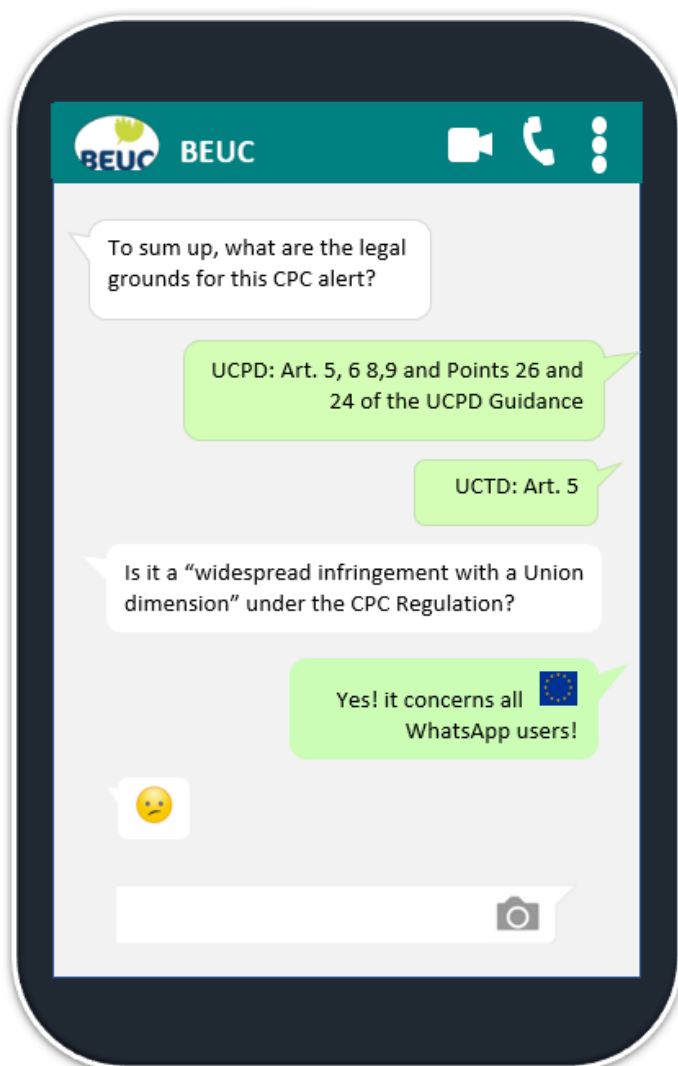 BEUC BEUC
To sum up, what are the legal
grounds for this CPC alert?
UCPD: Art. 5, 6 8,9 and Points 26 and
24 of the UCPD Guidance
UCTD: Art. 5
Is it a “widespread infringement with a Union
dimension” under the CPC Regulation?
Yes! it concerns all
WhatsApp users!